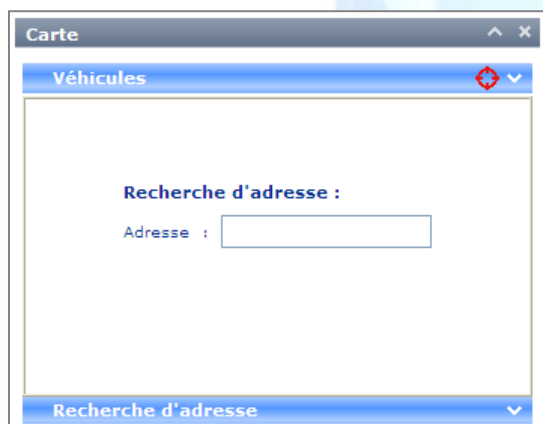 Carte
Véhicules
Recherche d'adresse :
Adresse :
Recherche d'adresse